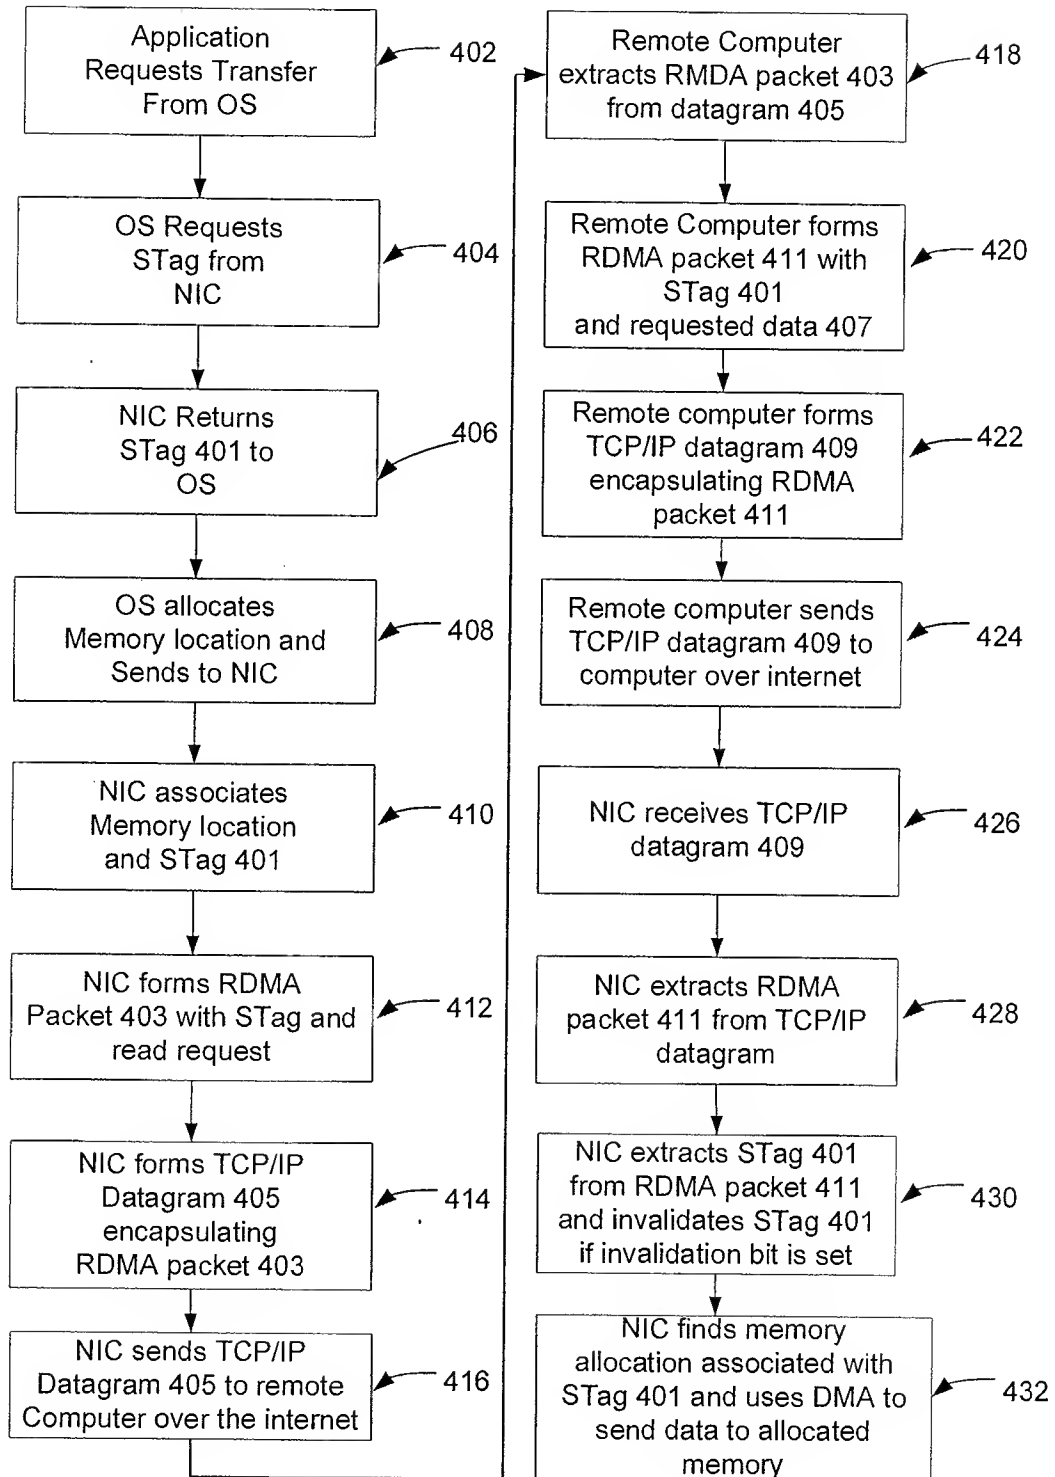 Application
Requests Transfer
From OS
402
OS Requests
STag from
NIC
404
NIC Returns
STag 401 to
OS
406
OS allocates
Memory location and
Sends to NIC
408
NIC associates
Memory location
and STag 401
410
NIC forms RDMA
Packet 403 with STag and
read request
412
NIC forms TCP/IP
Datagram 405
encapsulating
RDMA packet 403
414
NIC sends TCP/IP
Datagram 405 to remote
Computer over the internet
416
Remote Computer
extracts RMDA packet 403
from datagram 405
418
Remote Computer forms
RDMA packet 411 with
STag 401
and requested data 407
420
Remote computer forms
TCP/IP datagram 409
encapsulating RDMA
packet 411
422
Remote computer sends
TCP/IP datagram 409 to
computer over internet
424
NIC receives TCP/IP
datagram 409
426
NIC extracts RDMA
packet 411 from TCP/IP
datagram
428
NIC extracts STag 401
from RDMA packet 411
and invalidates STag 401
if invalidation bit is set
430
NIC finds memory
allocation associated with
STag 401 and uses DMA to
send data to allocated
memory
432